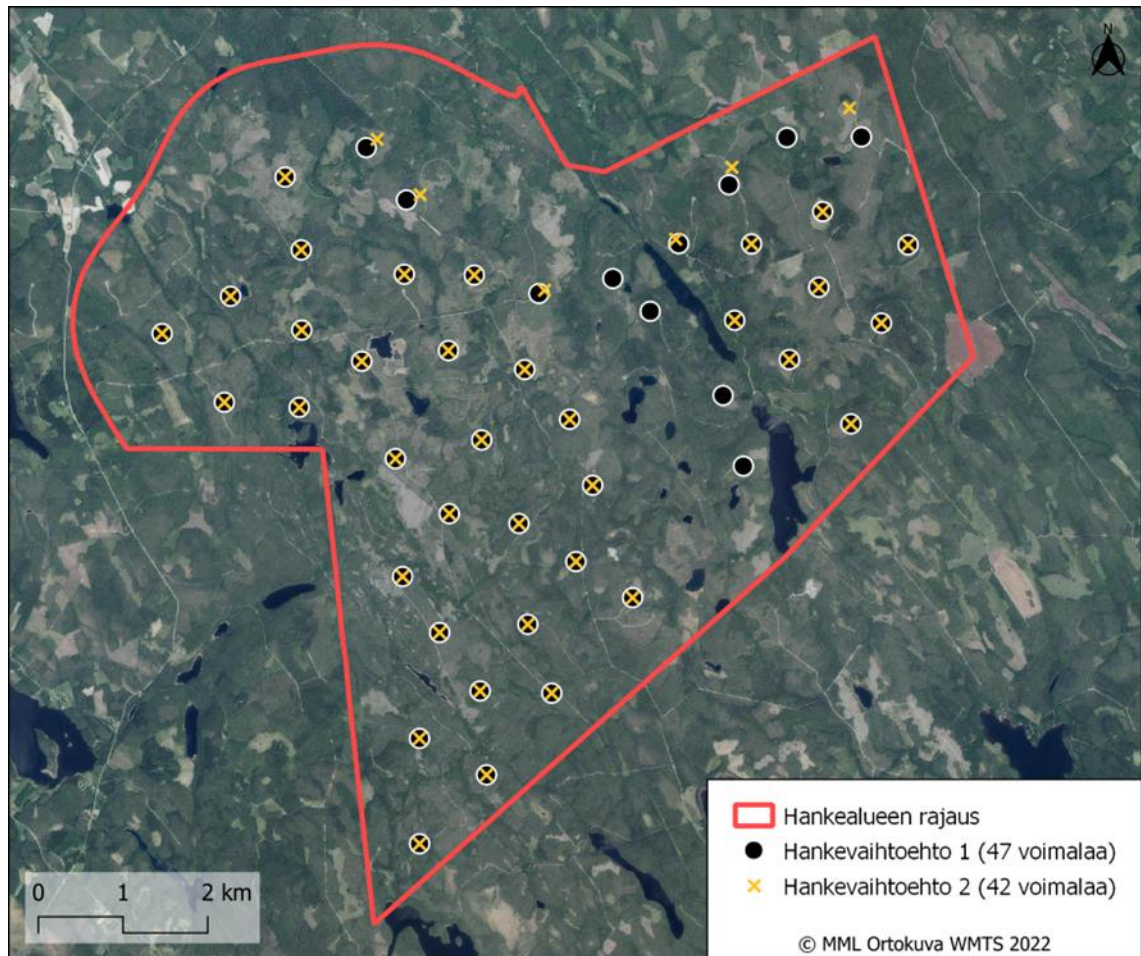 N
Hankealueen rajaus
Hankevaihtoehto 1 (47 voimalaa)
Hankevaihtoehto 2 (42 voimalaa)
0 1 2 km
© MML Ortokuva WMTS 2022